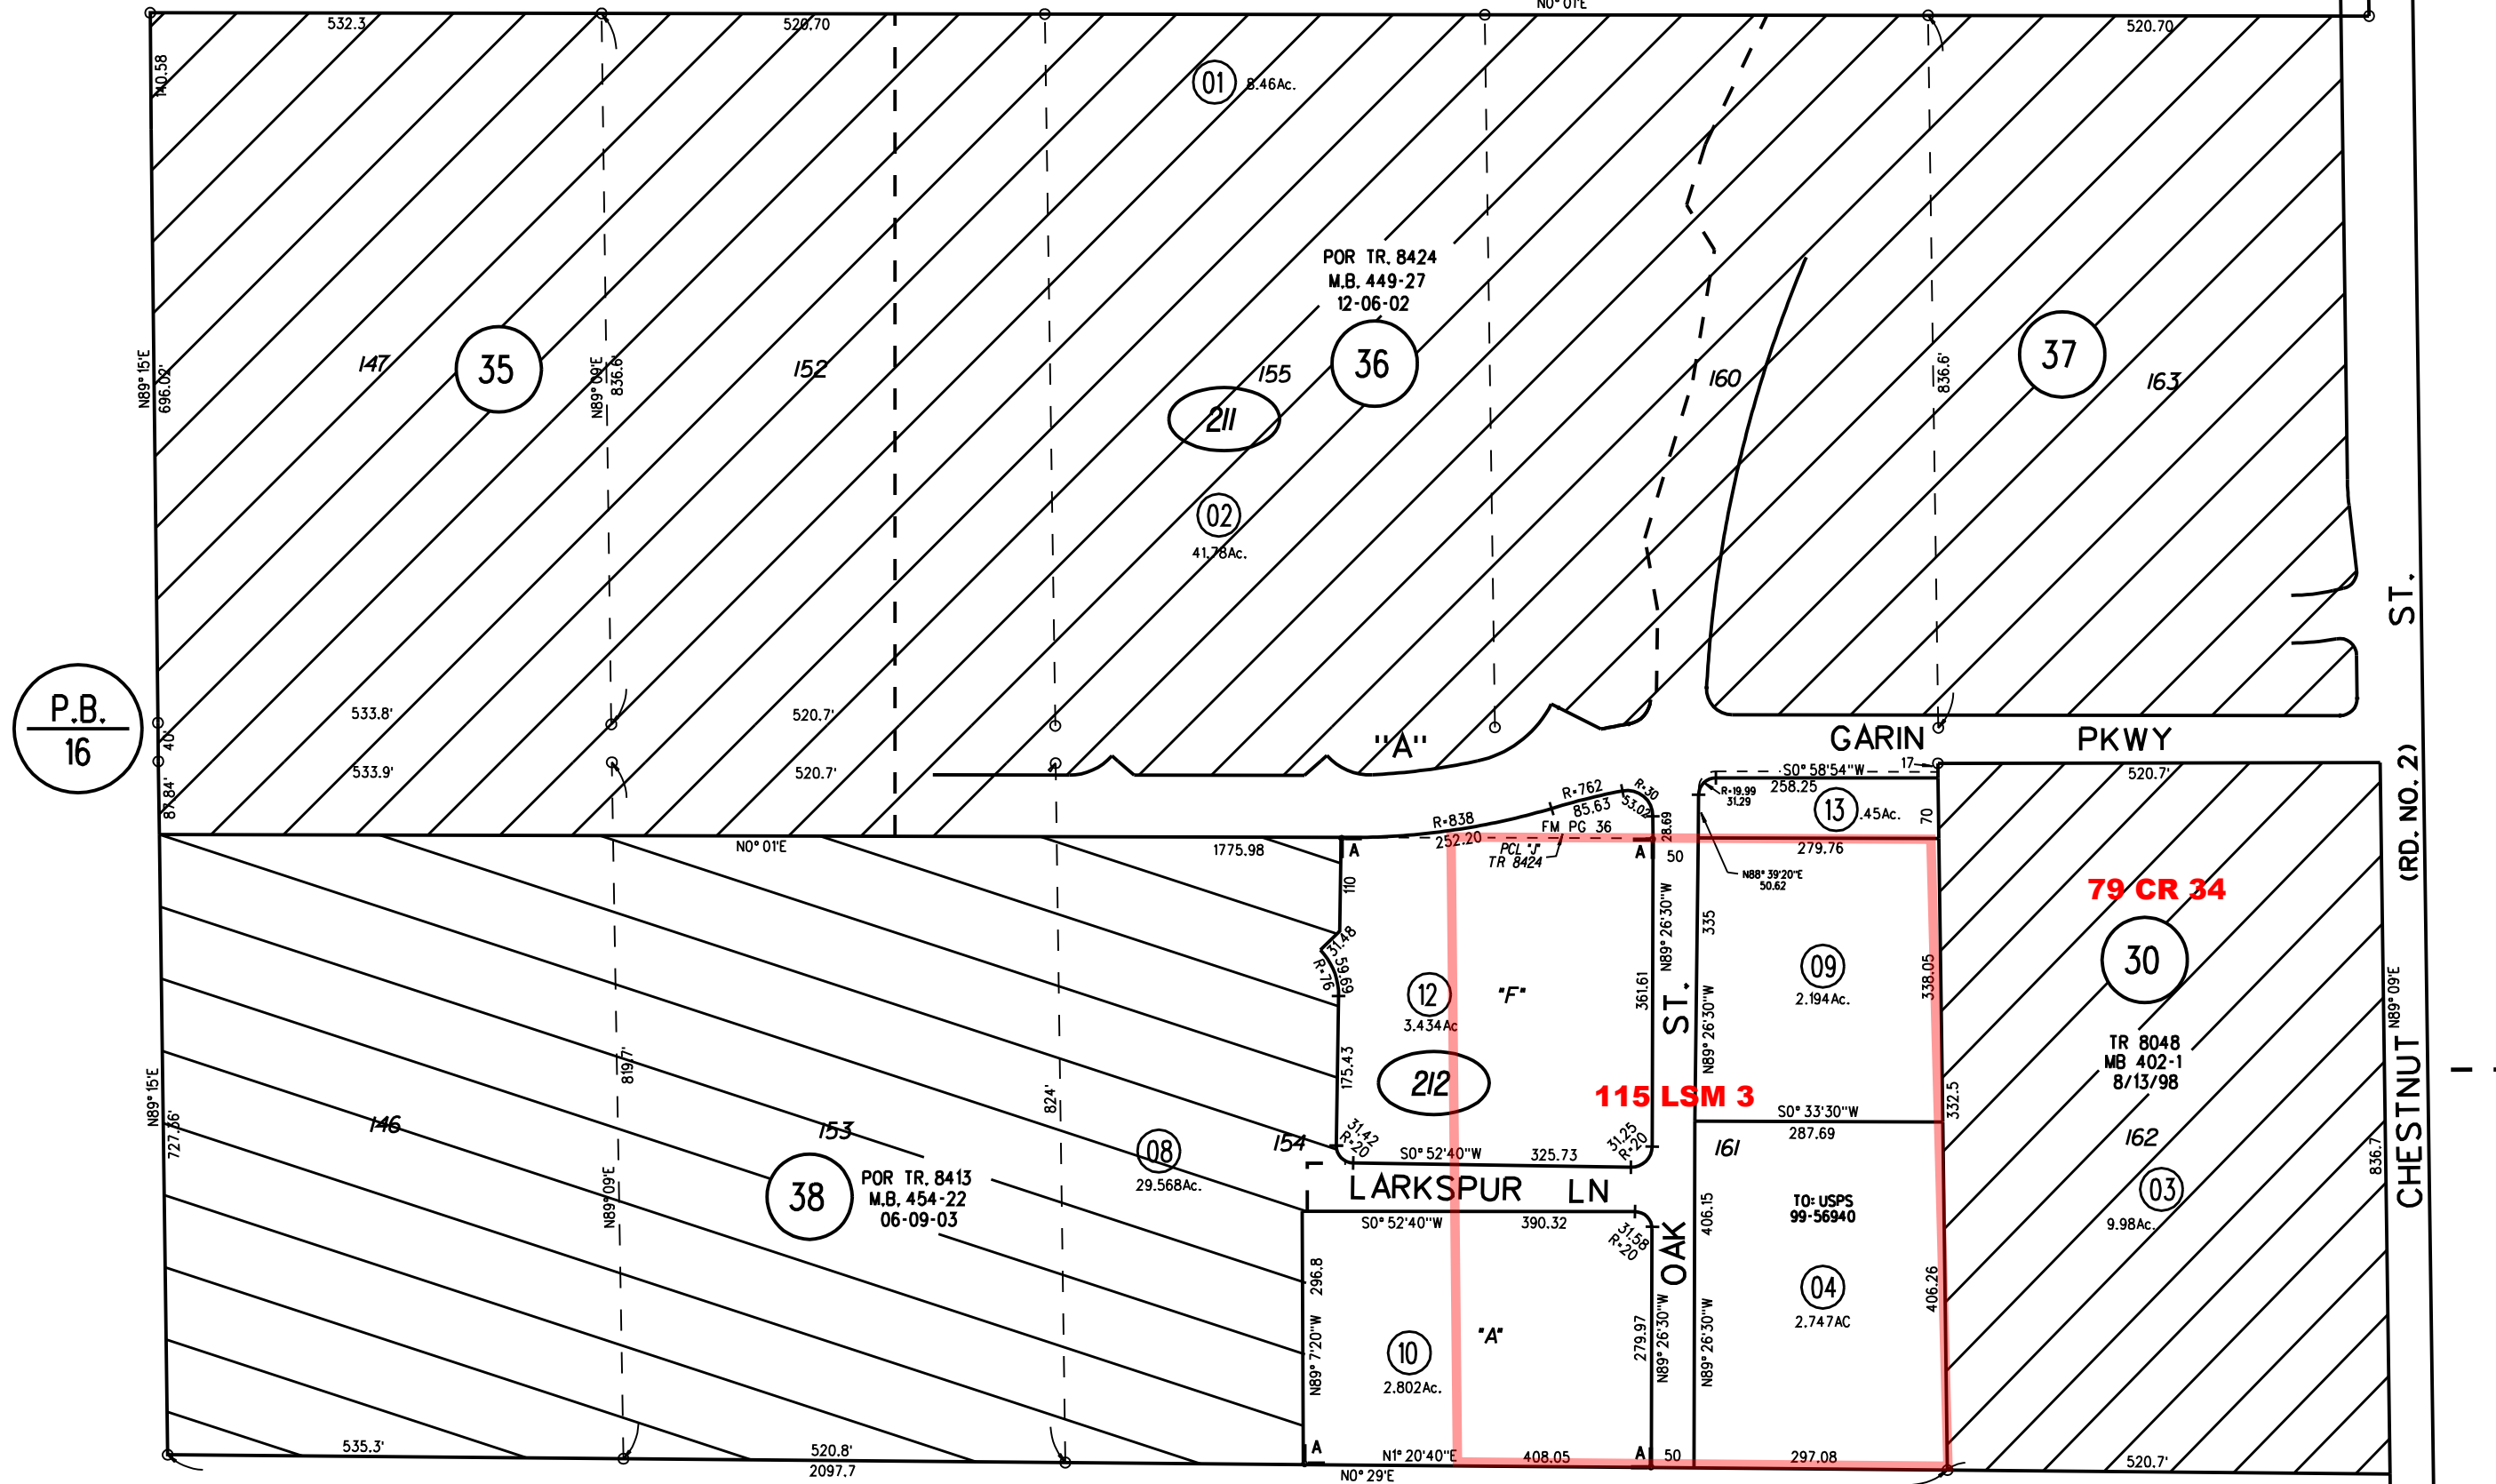 N0° 01'E
532.3
520.70
520.70
140.58
01
8.46Ac.
POR TR. 8424
M.B. 449-27
12-06-02
N89° 15'E
696.02'
147
35
N89° 09'E
836.6'
152
155
36
211
160
836.6'
37
163
02
41.78Ac.
ST.
P.B.
16
533.8'
520.7'
40'
"A"
GARIN PKWY
(RD. NO. 2)
533.9'
520.7'
87.84'
17
S0° 58'54"W
258.25
520.7'
R=19.99
31.29
13
.45Ac.
70
R=762
85.63
R=30
53.02
R=838
252.20
FM PG 36
28.69
N0° 01'E
1775.98
A
PCL "J"
TR 8424
A
50
279.76
N88° 39'20"E
50.62
110
79 CR 34
31.48
59.69
R=76
N89° 26'30"W
335
09
2.194Ac.
338.05
30
12
3.434Ac
"F"
361.61
ST.
N89° 26'30"W
N89° 09'E
TR 8048
MB 402-1
8/13/98
CHESTNUT
819.7'
824'
175.43
212
115 LSM 3
S0° 33'30"W
287.69
332.5
N89° 15'E
727.66'
146
153
154
31.42
R=20
S0° 52'40"W
325.73
31.25
R=20
161
162
836.7'
08
29.568Ac.
38
POR TR. 8413
M.B. 454-22
06-09-03
N89° 09'E
LARKSPUR LN
TO: USPS
99-56940
03
9.98Ac.
S0° 52'40"W
390.32
31.58
R=20
OAK
406.15
296.8
04
2.747AC
406.26
N89° 7'20"W
10
2.802Ac.
"A"
279.97
N89° 26'30"W
N89° 26'30"W
535.3'
520.8'
2097.7
A
N1° 20'40"E
408.05
A
50
297.08
520.7'
N0° 29'E